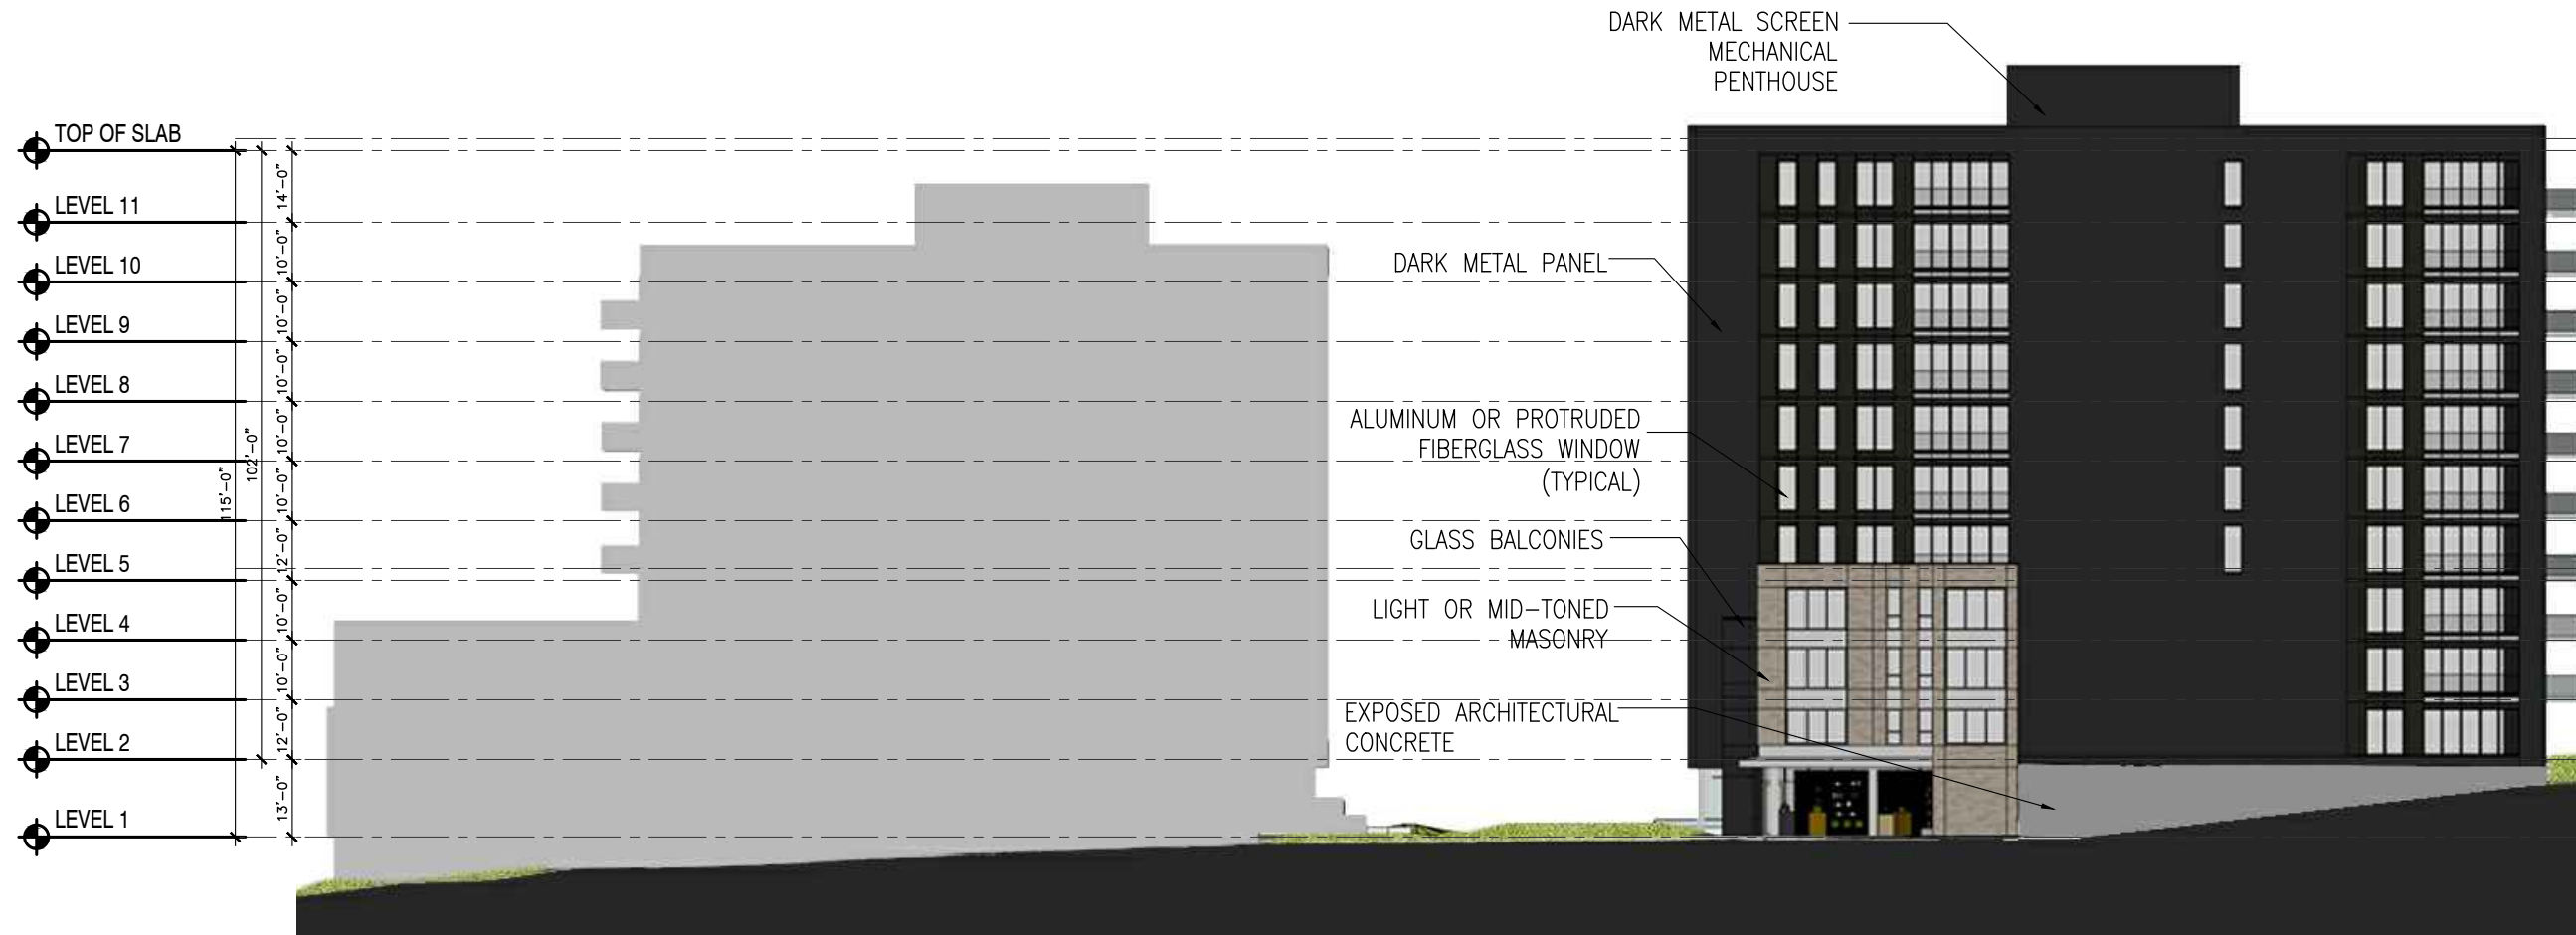 DARK METAL SCREEN
MECHANICAL
PENTHOUSE
TOP OF SLAB
14'-0"
LEVEL 11
10'-0"
LEVEL 10
10'-0"
LEVEL 9
10'-0"
LEVEL 8
10'-0"
LEVEL 7
10'-0"
LEVEL 6
12'-0"
LEVEL 5
10'-0"
LEVEL 4
10'-0"
LEVEL 3
12'-0"
LEVEL 2
13'-0"
LEVEL 1
102'-0"
115'-0"
DARK METAL PANEL
ALUMINUM OR PROTRUDED
FIBERGLASS WINDOW
(TYPICAL)
GLASS BALCONIES
LIGHT OR MID-TONED
MASONRY
EXPOSED ARCHITECTURAL
CONCRETE